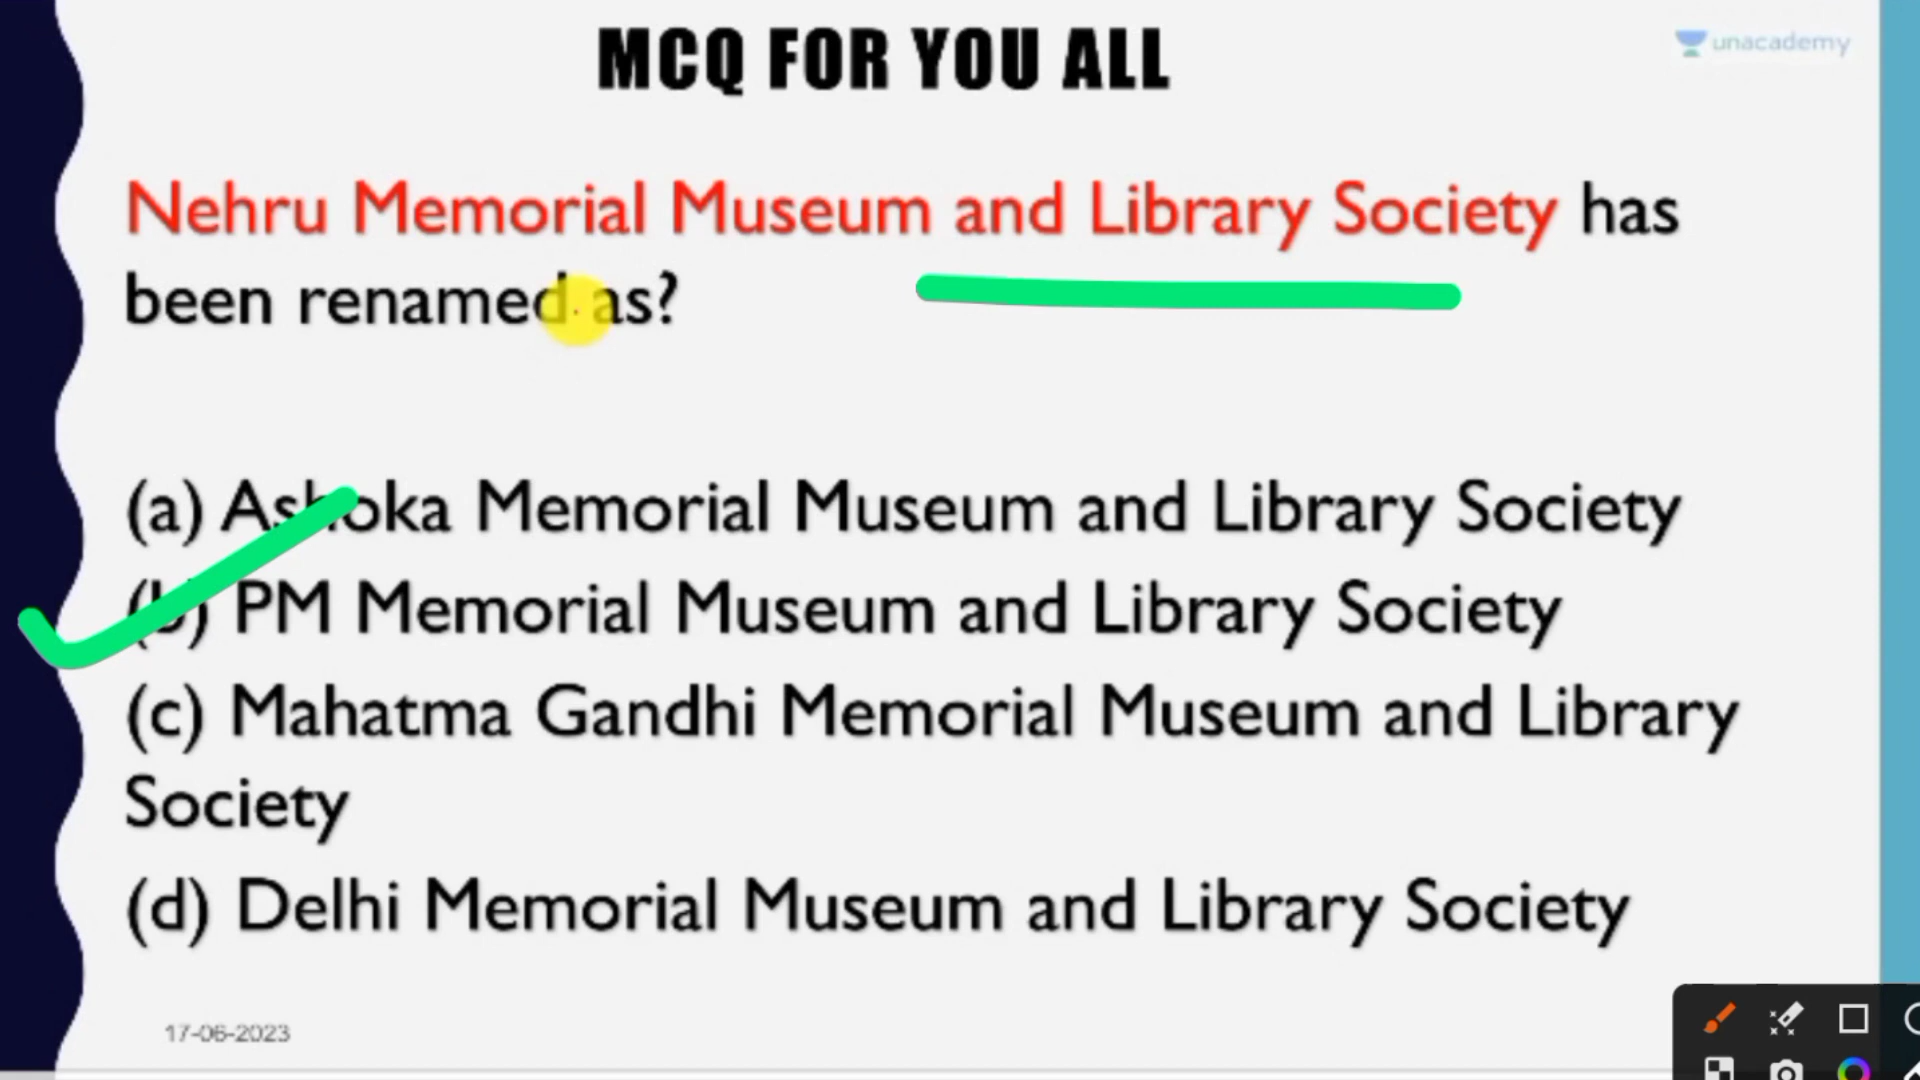 MCQ FOR YOU ALL
unacademy
Nehru Memorial Museum and Library Society has
been renamed as?
(a) Ashoka Memorial Museum and Library Society
(b) PM Memorial Museum and Library Society
(c) Mahatma Gandhi Memorial Museum and Library
Society
(d) Delhi Memorial Museum and Library Society
17-06-2023